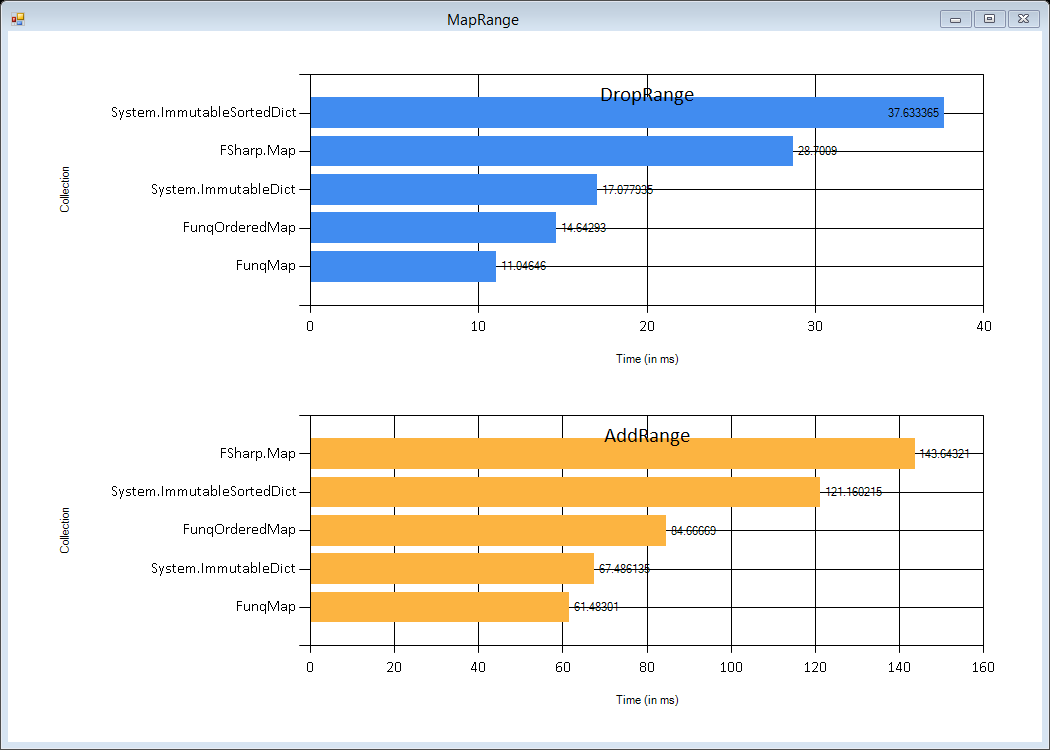 MapRange
DropRange
Collection
System.ImmutableSortedDict 37.633365
FSharp.Map 28.7009
System.ImmutableDict 17.077935
FunqOrderedMap 14.64293
FunqMap 11.04646
0 10 20 30 40
Time (in ms)
AddRange
Collection
FSharp.Map 143.64321
System.ImmutableSortedDict 121.160215
FunqOrderedMap 84.66669
System.ImmutableDict 67.486135
FunqMap 61.48301
0 20 40 60 80 100 120 140 160
Time (in ms)